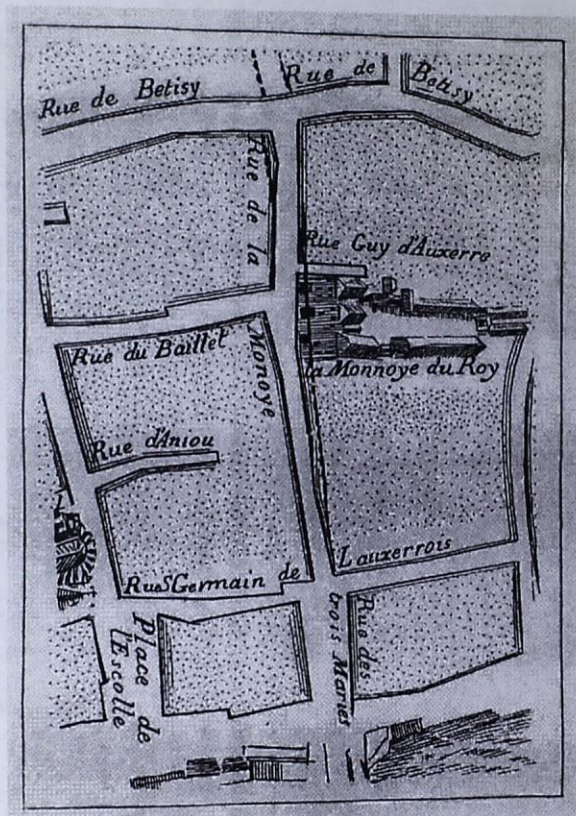 Rue de Betisy
Rue de Betisy
Rue de la Monoye
Rue Guy d'Auxerre
la Monnoye du Roy
Rue du Baillet
Rue d'Aniou
Rue St Germain de Lauxerrois
Place de l'Escolle
Rue des trois Maries